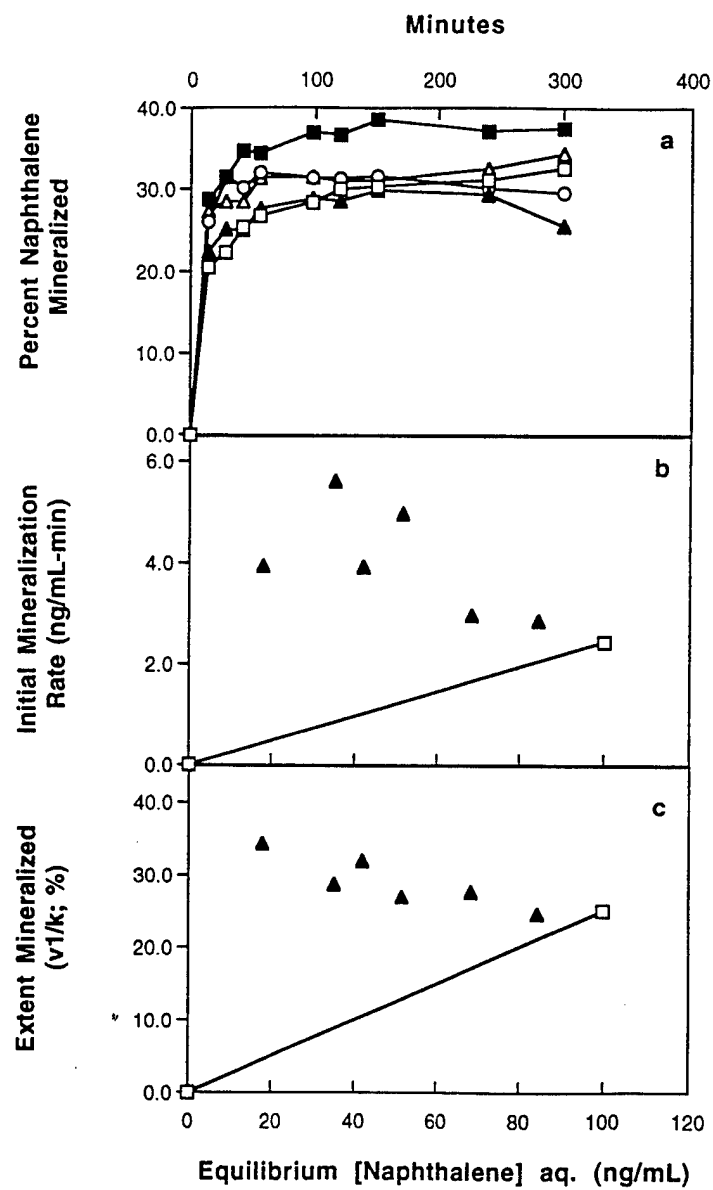 Minutes
0 100 200 300 400
Percent Naphthalene
Mineralized
40.0
30.0
20.0
10.0
0.0
a
Initial Mineralization
Rate (ng/mL-min)
6.0
4.0
2.0
0.0
b
Extent Mineralized
(v1/k; %)
40.0
30.0
20.0
10.0
0.0
c
0 20 40 60 80 100 120
Equilibrium [Naphthalene] aq. (ng/mL)